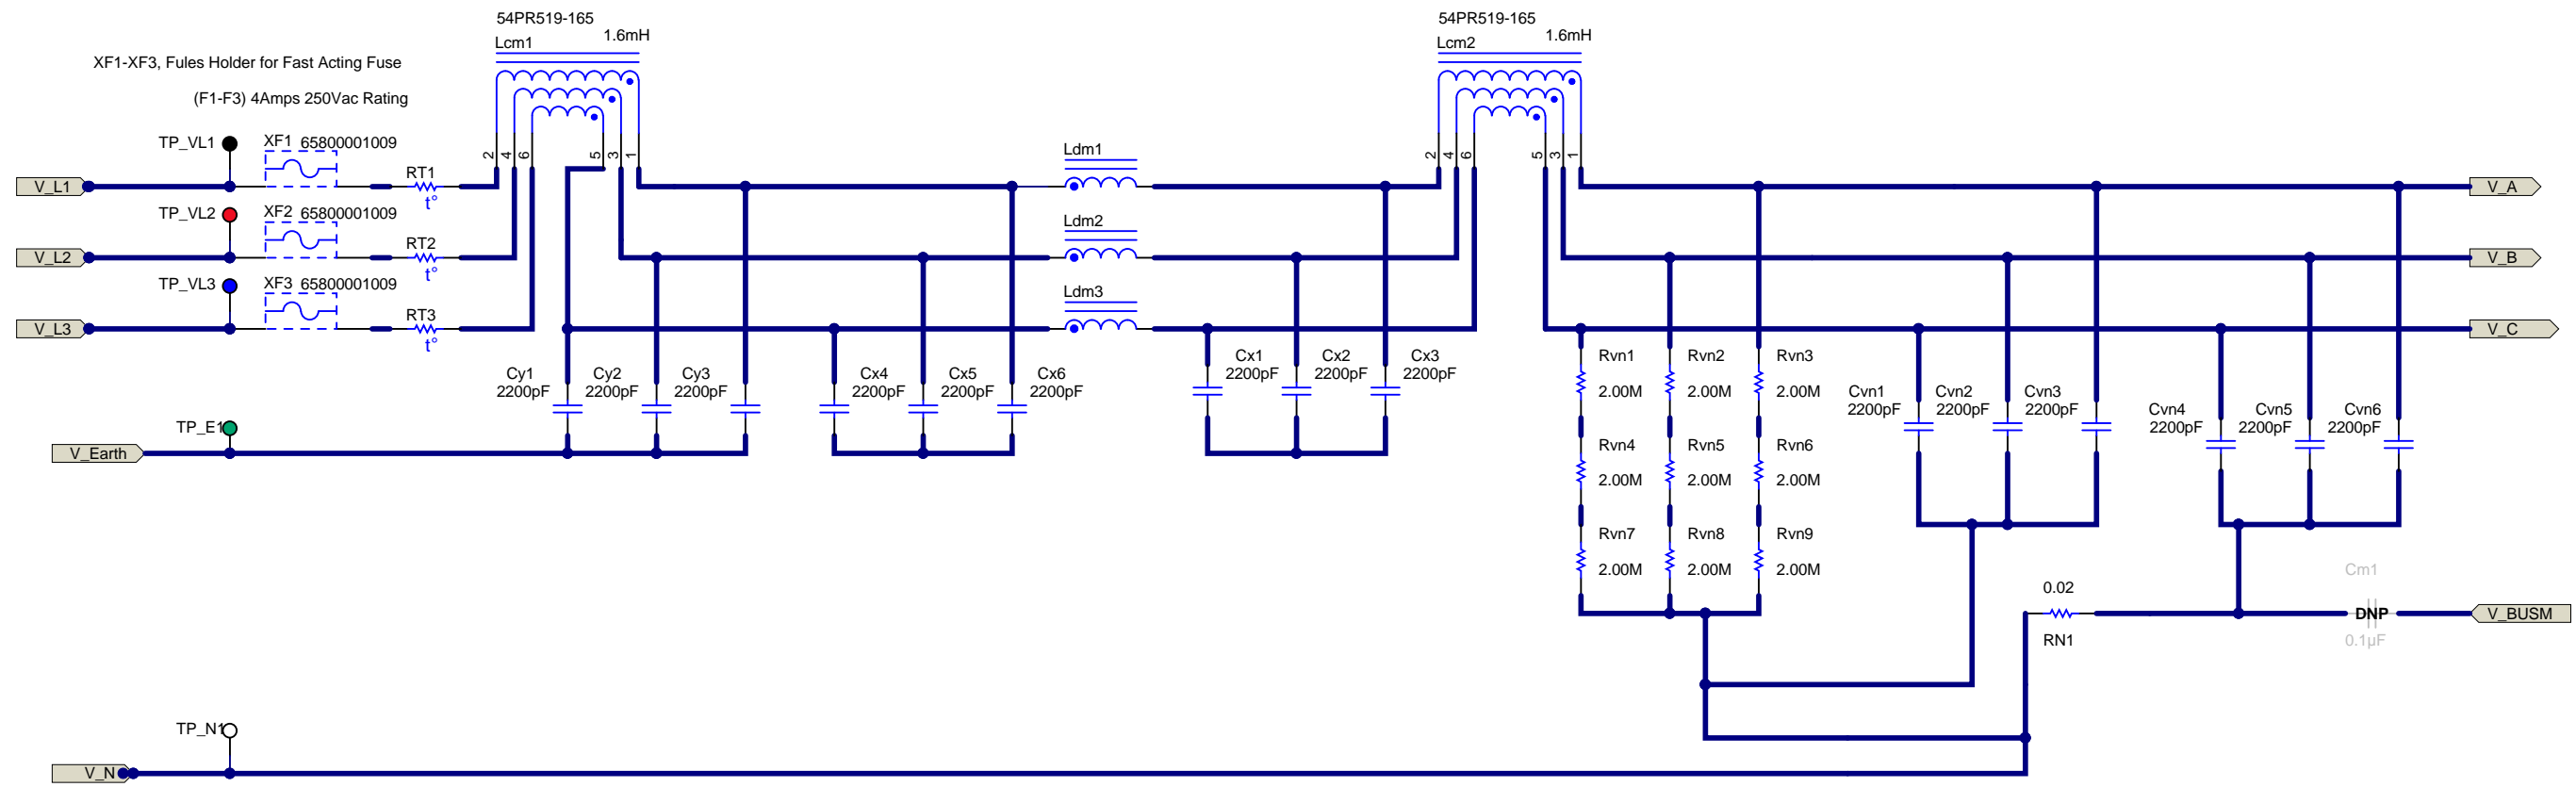 54PR519-165
Lcm1
1.6mH
54PR519-165
Lcm2
1.6mH
XF1-XF3, Fules Holder for Fast Acting Fuse
(F1-F3) 4Amps 250Vac Rating
TP_VL1
XF1 65800001009
2
4
6
5
3
1
Ldm1
2
4
6
5
3
1
V_L1
RT1
t°
V_A
TP_VL2
XF2 65800001009
Ldm2
V_L2
RT2
t°
V_B
TP_VL3
XF3 65800001009
Ldm3
V_L3
RT3
t°
V_C
Cy1
2200pF
Cy2
2200pF
Cy3
2200pF
Cx4
2200pF
Cx5
2200pF
Cx6
2200pF
Cx1
2200pF
Cx2
2200pF
Cx3
2200pF
Rvn1
2.00M
Rvn2
2.00M
Rvn3
2.00M
Cvn1
2200pF
Cvn2
2200pF
Cvn3
2200pF
Cvn4
2200pF
Cvn5
2200pF
Cvn6
2200pF
TP_E1
V_Earth
Rvn4
2.00M
Rvn5
2.00M
Rvn6
2.00M
Rvn7
2.00M
Rvn8
2.00M
Rvn9
2.00M
0.02
RN1
Cm1
DNP
0.1µF
V_BUSM
TP_N1
V_N